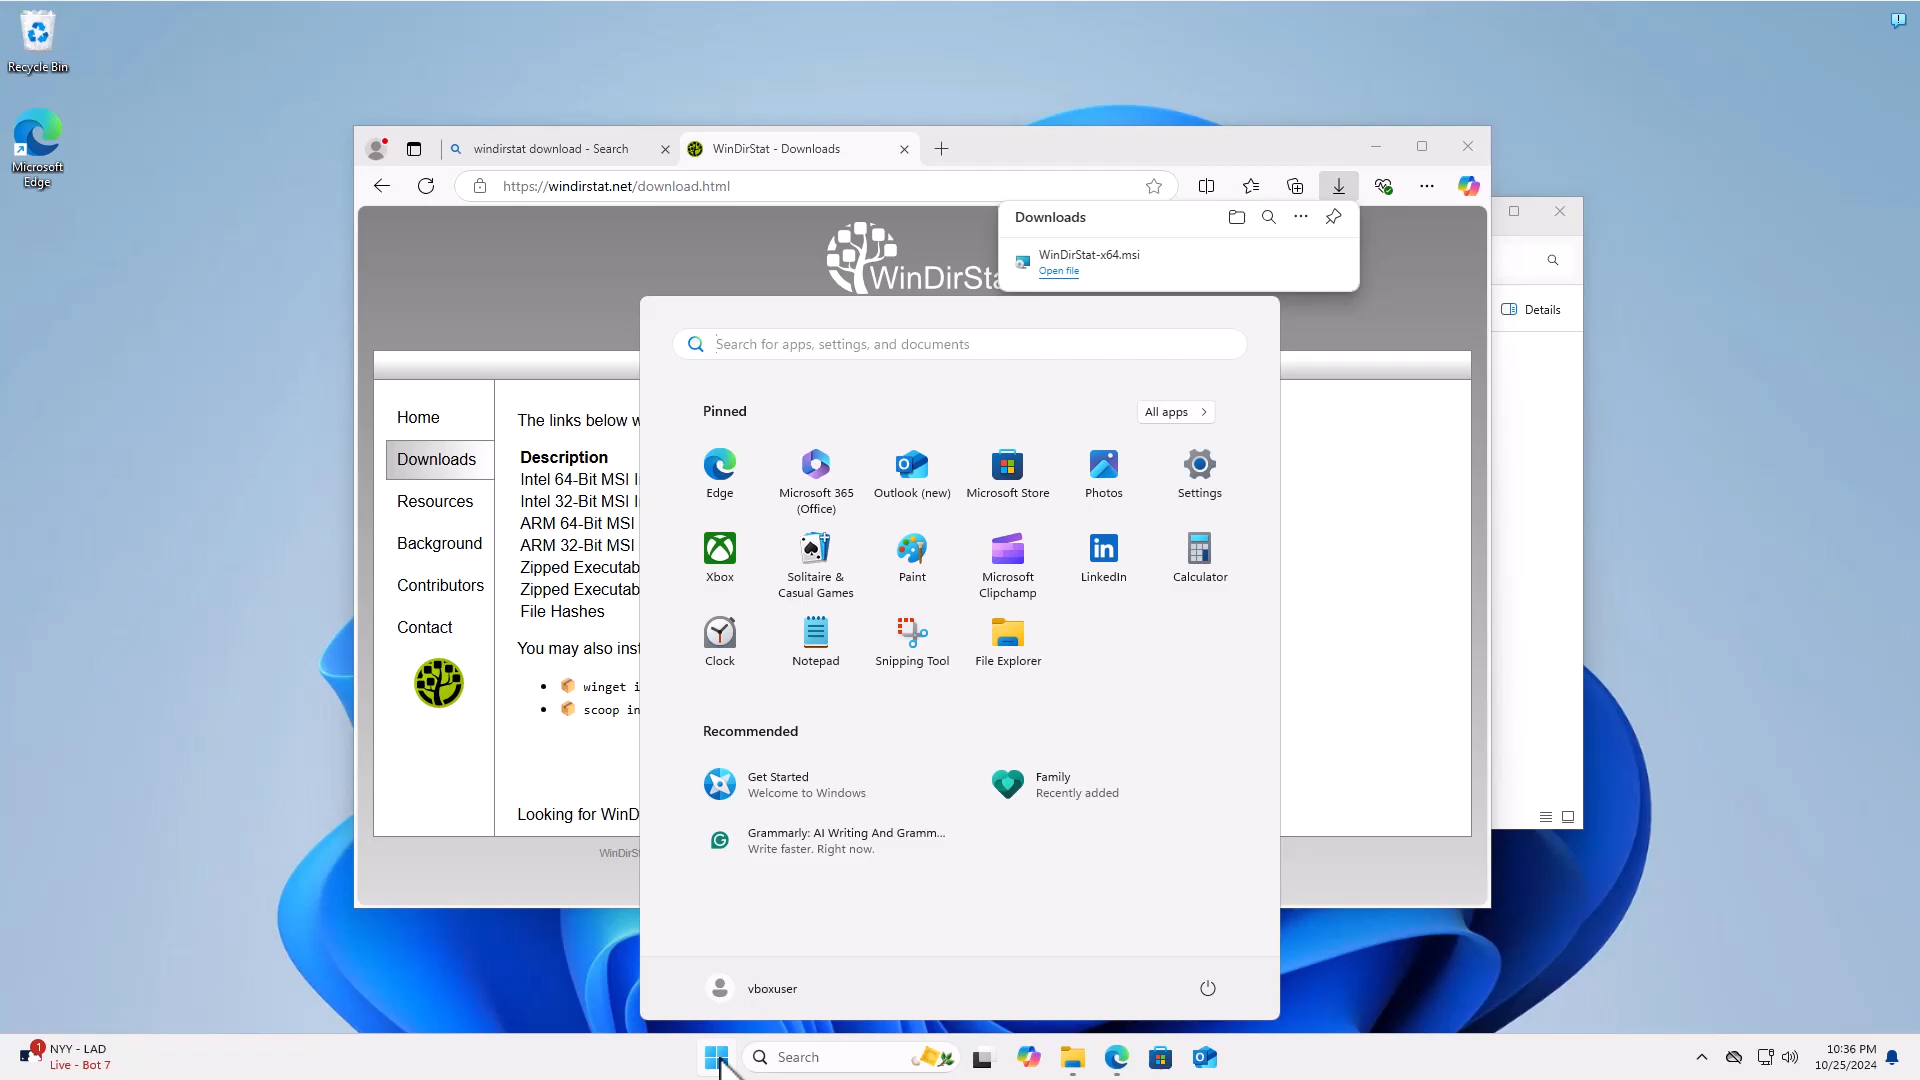 Recycle Bin
Microsoft
Edge
windirstat download - Search
WinDirStat - Downloads
https://windirstat.net/download.html
Downloads
WinDirStat-x64.msi
Open file
WinDirSta
Details
Home
Downloads
Resources
Background
Contributors
Contact
The links below w
Description
Intel 64-Bit MSI I
Intel 32-Bit MSI I
ARM 64-Bit MSI
ARM 32-Bit MSI
Zipped Executab
Zipped Executab
File Hashes
You may also inst
winget i
scoop in
Looking for WinD
WinDirSt
Search for apps, settings, and documents
Pinned
All apps
Edge
Microsoft 365
(Office)
Outlook (new)
Microsoft Store
Photos
Settings
Xbox
Solitaire &
Casual Games
Paint
Microsoft
Clipchamp
LinkedIn
Calculator
Clock
Notepad
Snipping Tool
File Explorer
Recommended
Get Started
Welcome to Windows
Family
Recently added
Grammarly: AI Writing And Gramm...
Write faster. Right now.
vboxuser
1
NYY - LAD
Live - Bot 7
Search
10:36 PM
10/25/2024